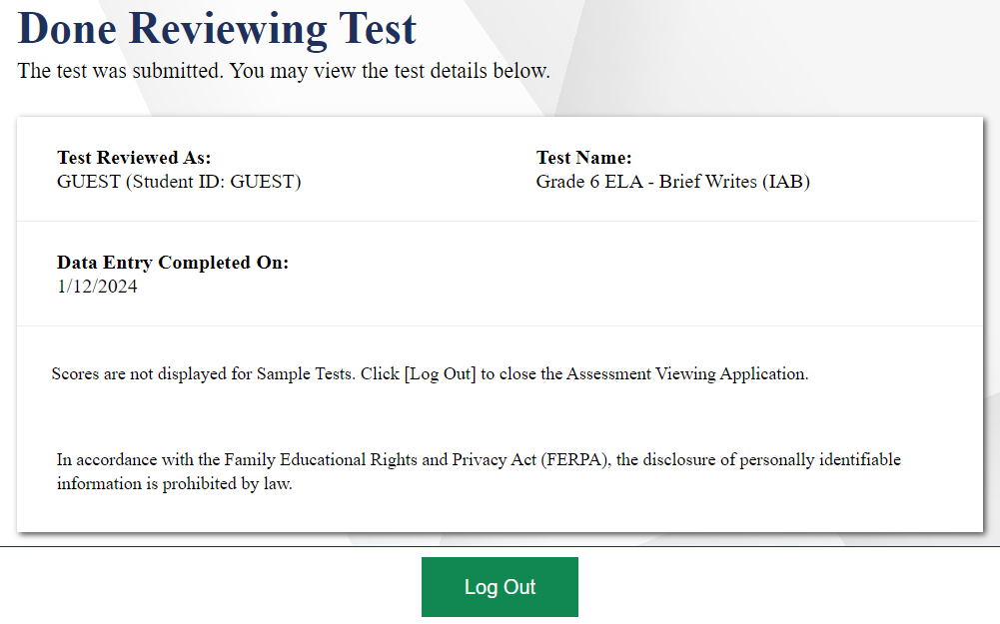 Done Reviewing Test
The test was submitted. You may view the test details below.
Test Reviewed As:
GUEST (Student ID: GUEST)
Test Name:
Grade 6 ELA - Brief Writes (IAB)
Data Entry Completed On:
1/12/2024
Scores are not displayed for Sample Tests. Click [Log Out] to close the Assessment Viewing Application.
In accordance with the Family Educational Rights and Privacy Act (FERPA), the disclosure of personally identifiable
information is prohibited by law.
Log Out